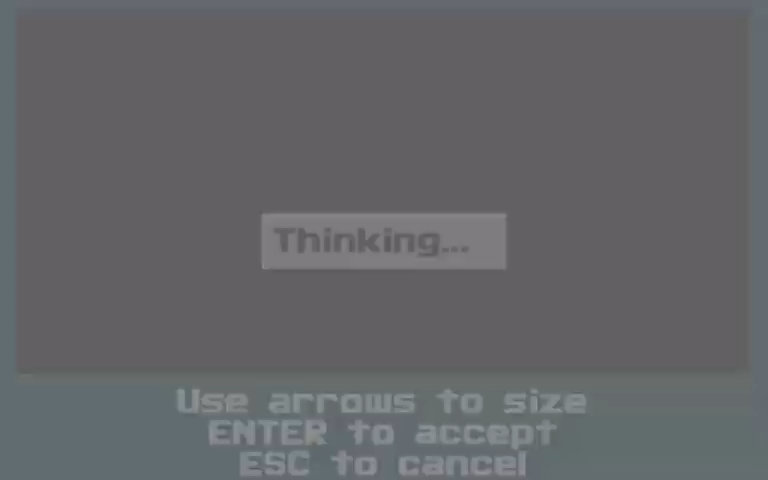 Thinking...
Use arrows to size
ENTER to accept
ESC to cancel